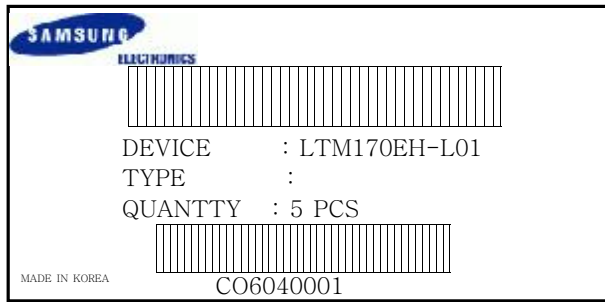 SAMSUNG
ELECTRONICS
DEVICE : LTM170EH-L01
TYPE :
QUANTTY : 5 PCS
MADE IN KOREA
CO6040001